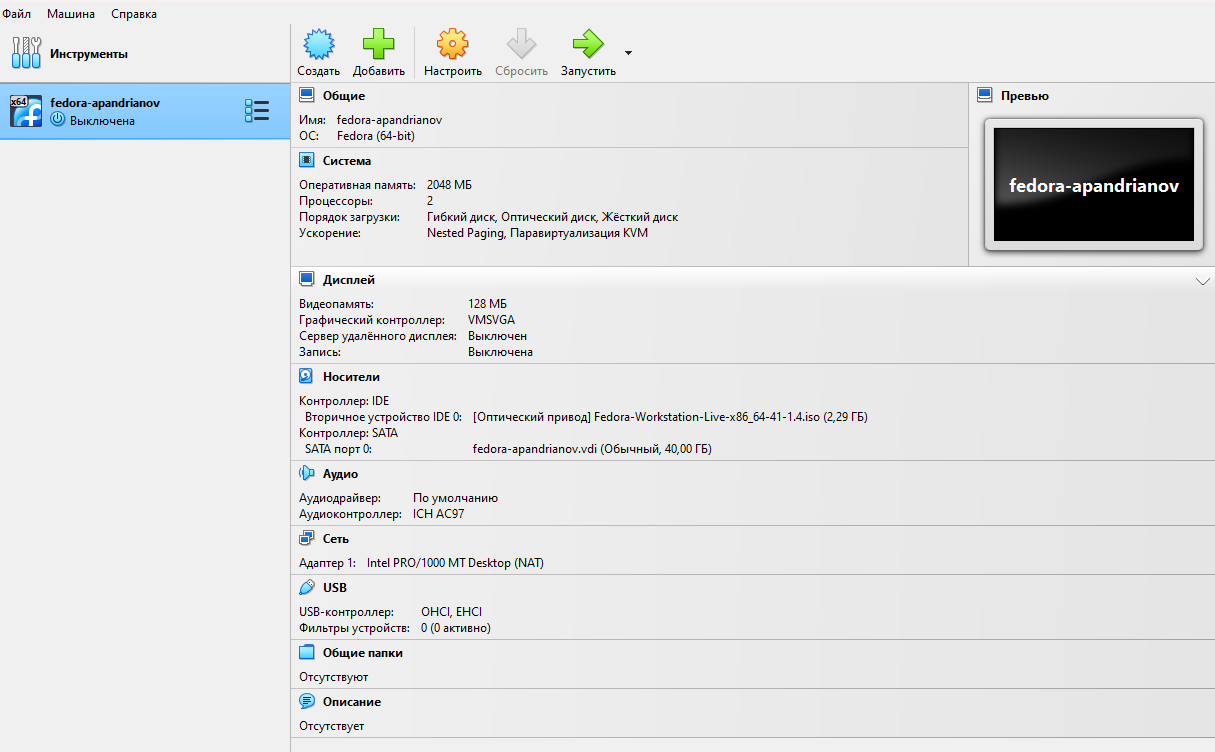 Файл Машина Справка
Инструменты
Создать Добавить Настроить Сбросить Запустить
x64
fedora-apandrianov
Выключена
Общие
Имя: fedora-apandrianov
ОС: Fedora (64-bit)
Превью
fedora-apandrianov
Система
Оперативная память: 2048 МБ
Процессоры: 2
Порядок загрузки: Гибкий диск, Оптический диск, Жёсткий диск
Ускорение: Nested Paging, Паравиртуализация KVM
Дисплей
Видеопамять: 128 МБ
Графический контроллер: VMSVGA
Сервер удалённого дисплея: Выключен
Запись: Выключена
Носители
Контроллер: IDE
Вторичное устройство IDE 0: [Оптический привод] Fedora-Workstation-Live-x86_64-41-1.4.iso (2,29 ГБ)
Контроллер: SATA
SATA порт 0: fedora-apandrianov.vdi (Обычный, 40,00 ГБ)
Аудио
Аудиодрайвер: По умолчанию
Аудиоконтроллер: ICH AC97
Сеть
Адаптер 1: Intel PRO/1000 MT Desktop (NAT)
USB
USB-контроллер: OHCI, EHCI
Фильтры устройств: 0 (0 активно)
Общие папки
Отсутствуют
Описание
Отсутствует